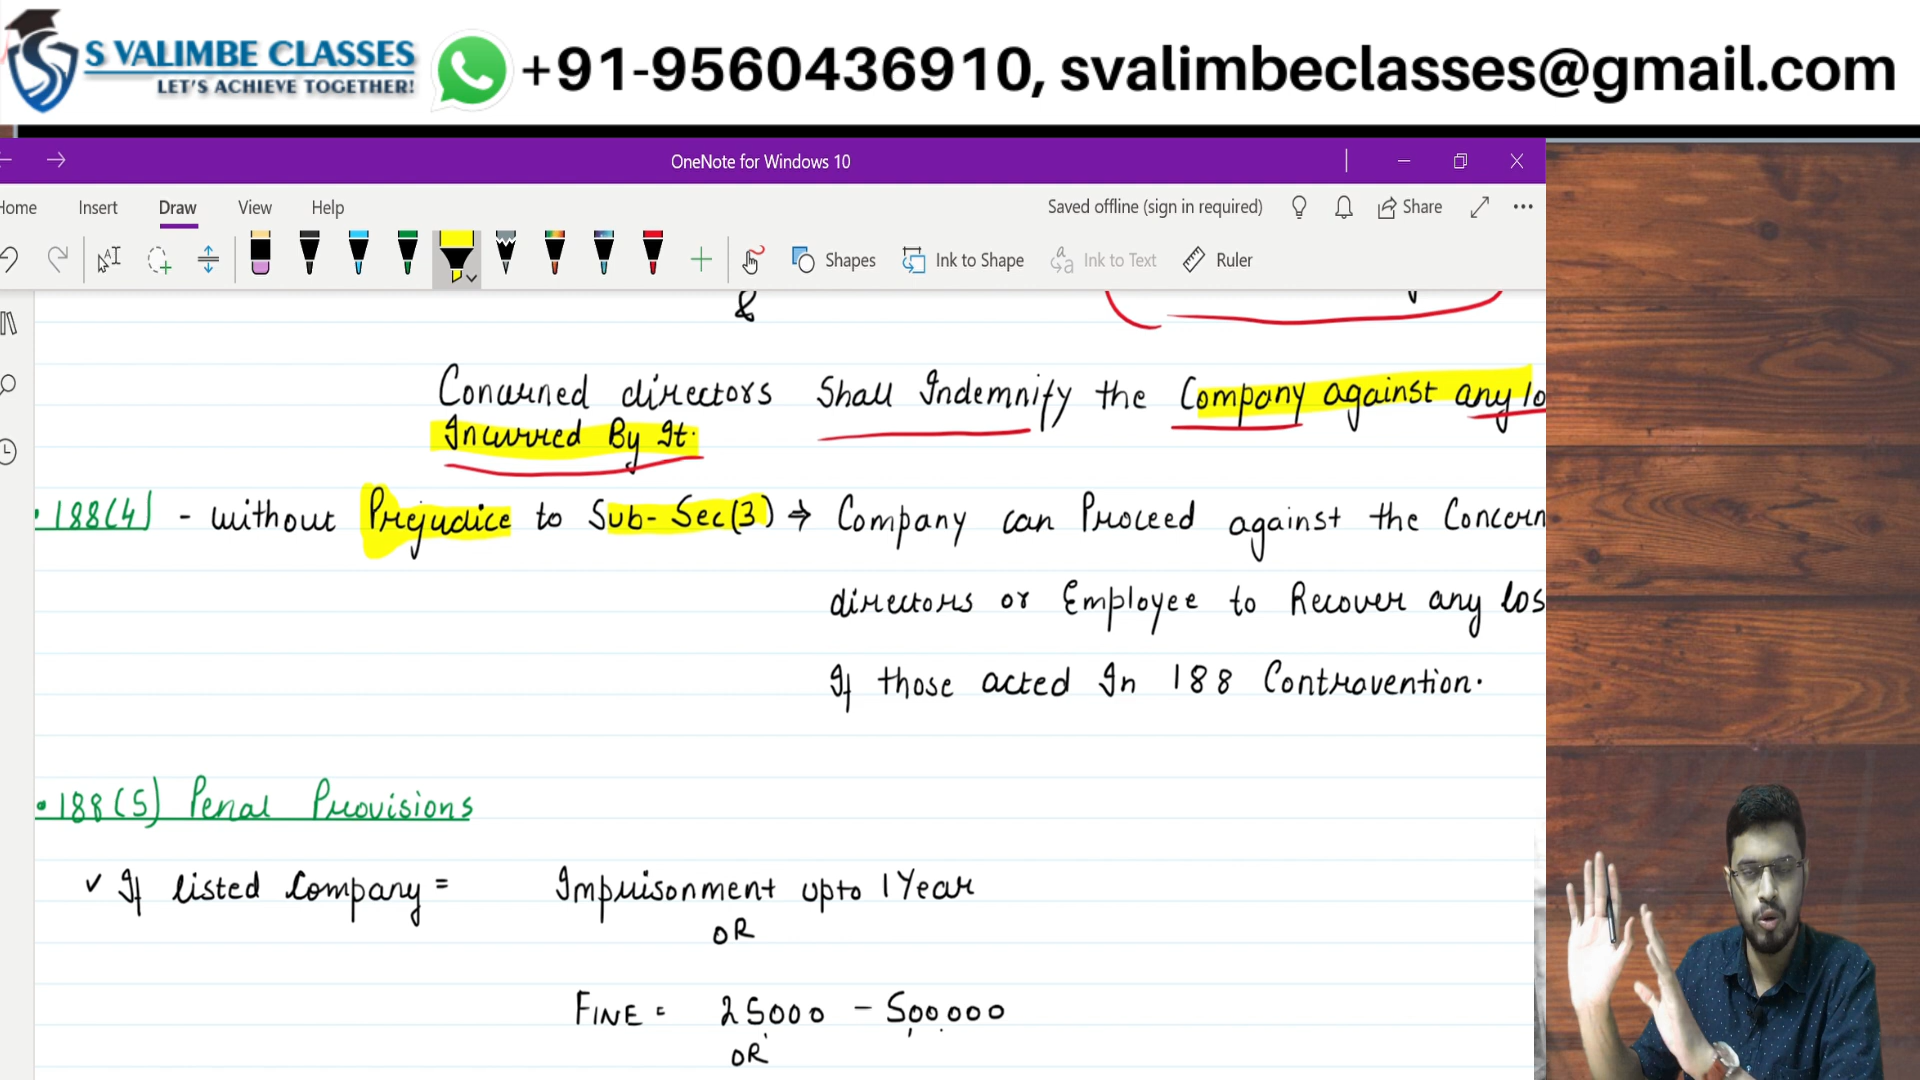 S VALIMBE CLASSES
LET'S ACHIEVE TOGETHER!
+91-9560436910, svalimbeclasses@gmail.com
OneNote for Windows 10
Home Insert Draw View Help Saved offline (sign in required) Share
Shapes Ink to Shape Ink to Text Ruler
&
Concerned directors Shall Indemnify the Company against any lo
Incurred By It.
• 188(4) - without Prejudice to Sub-Sec(3) → Company can Proceed against the Concern
directors or Employee to Recover any los
If those acted In 188 Contravention.
• 188(5) Penal Provisions
✓ If listed Company = Imprisonment upto 1 Year
OR
FINE = 25000 - 500000
OR